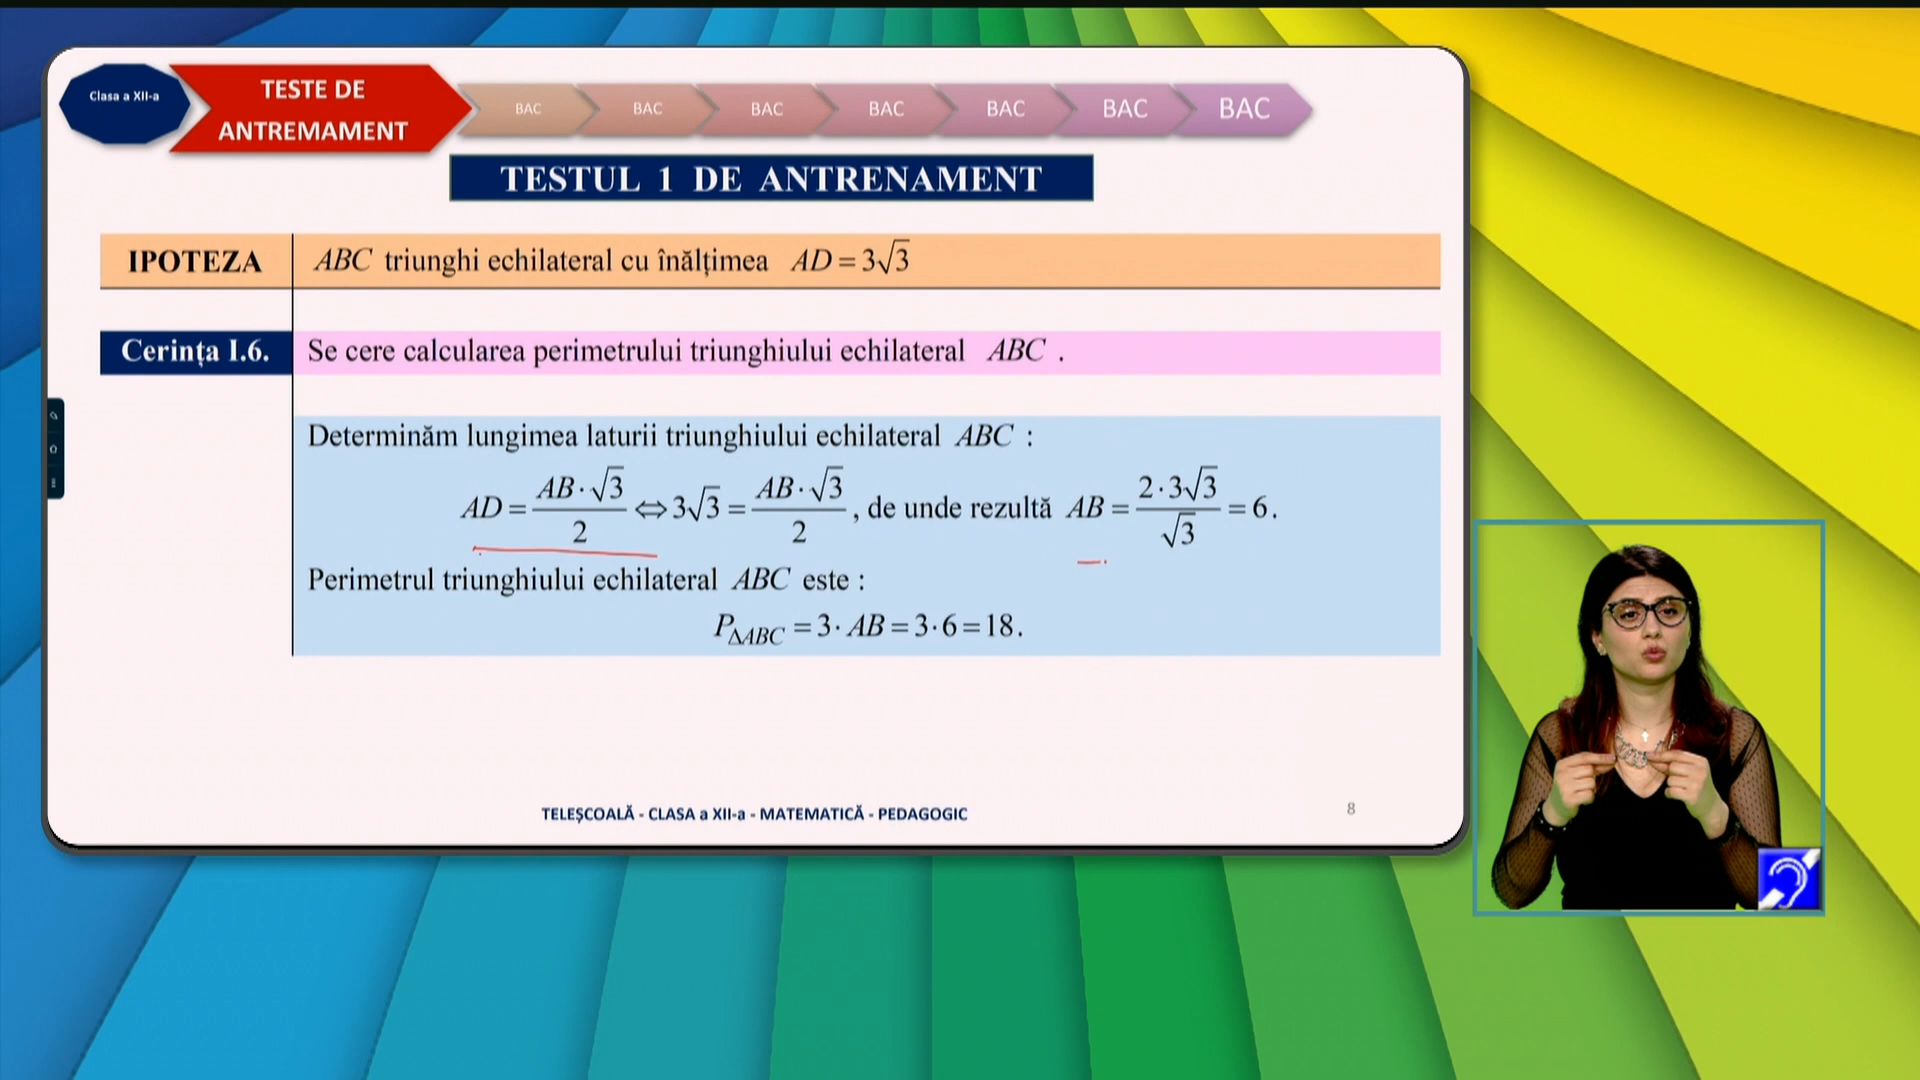 Clasa a XII-a
TESTE DE
ANTREMAMENT
BAC BAC BAC BAC BAC BAC BAC
TESTUL 1 DE ANTRENAMENT
IPOTEZA ABC triunghi echilateral cu înălțimea AD = 3√3
Cerința I.6. Se cere calcularea perimetrului triunghiului echilateral ABC .
Determinăm lungimea laturii triunghiului echilateral ABC :
AD = AB·√3/2 ⇔ 3√3 = AB·√3/2 , de unde rezultă AB = 2·3√3/√3 = 6.
Perimetrul triunghiului echilateral ABC este :
P∆ABC = 3· AB = 3·6 = 18.
TELEȘCOALĂ - CLASA a XII-a - MATEMATICĂ - PEDAGOGIC
8